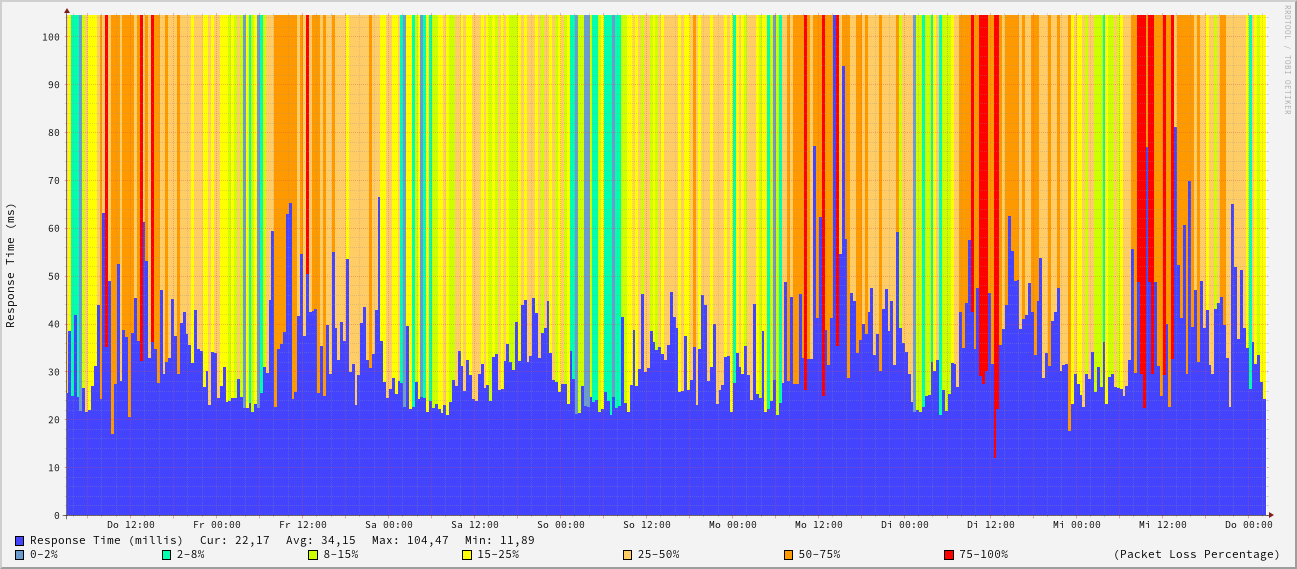 RRDTOOL / TOBI OETIKER
Response Time (ms)
100
90
80
70
60
50
40
30
20
10
0
Do 12:00 Fr 00:00 Fr 12:00 Sa 00:00 Sa 12:00 So 00:00 So 12:00 Mo 00:00 Mo 12:00 Di 00:00 Di 12:00 Mi 00:00 Mi 12:00 Do 00:00
Response Time (millis) Cur: 22,17 Avg: 34,15 Max: 104,47 Min: 11,89
0-2% 2-8% 8-15% 15-25% 25-50% 50-75% 75-100% (Packet Loss Percentage)